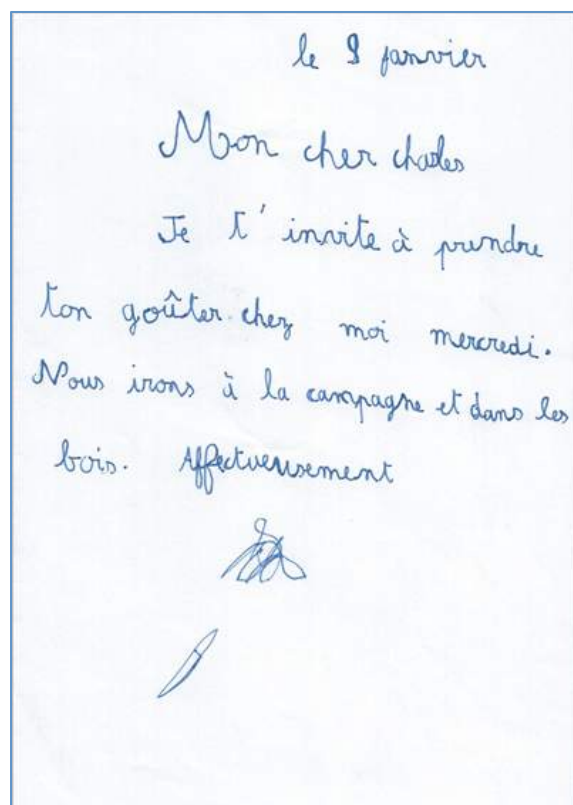 le 9 janvier
Mon cher charles
Je t'invite à prendre
ton goûter chez moi mercredi.
Nous irons à la campagne et dans les
bois. Affectueusement